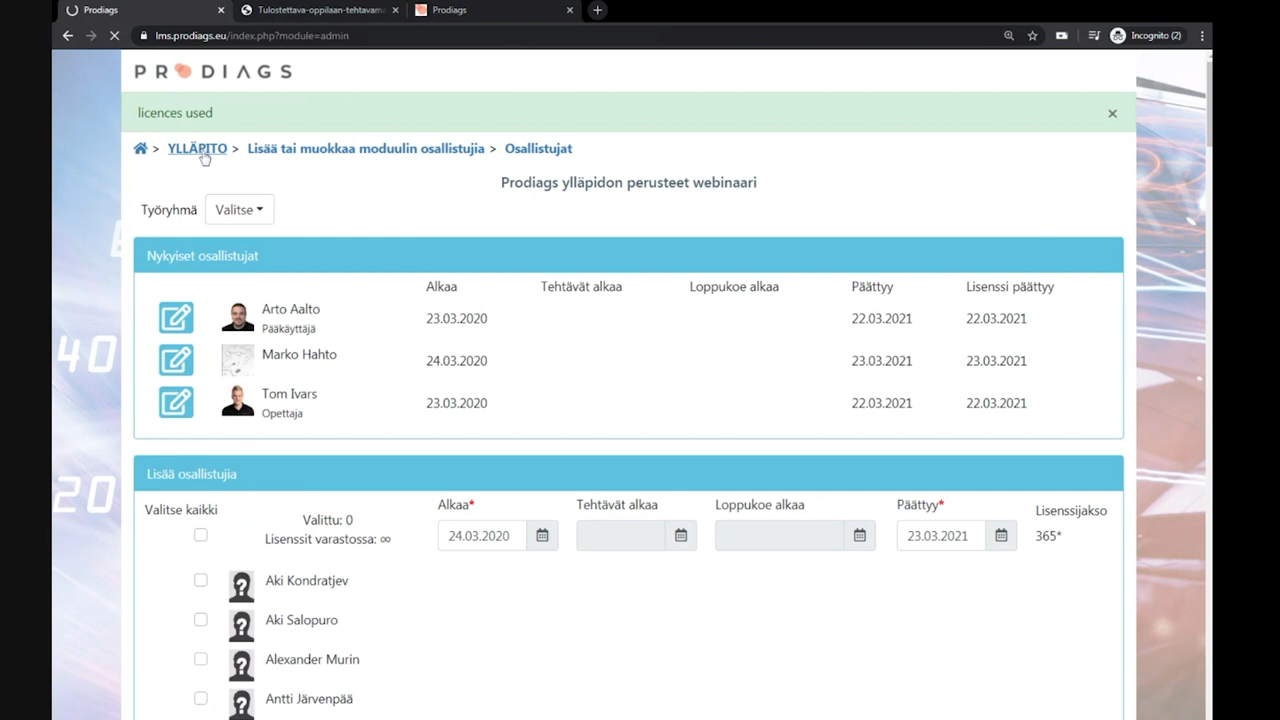 Prodiags
Tulostettava-oppilaan-tehtavama
Prodiags
lms.prodiags.eu/index.php?module=admin
Incognito (2)
PRODIAGS
licences used
> YLLÄPITO > Lisää tai muokkaa moduulin osallistujia > Osallistujat
Prodiags ylläpidon perusteet webinaari
Työryhmä Valitse
Nykyiset osallistujat
Alkaa Tehtävät alkaa Loppukoe alkaa Päättyy Lisenssi päättyy
Arto Aalto
Pääkäyttäjä
23.03.2020 22.03.2021 22.03.2021
Marko Hahto
24.03.2020 23.03.2021 23.03.2021
Tom Ivars
Opettaja
23.03.2020 22.03.2021 22.03.2021
Lisää osallistujia
Valitse kaikki
Valittu: 0
Lisenssit varastossa: ∞
Alkaa* Tehtävät alkaa Loppukoe alkaa Päättyy* Lisenssijakso
24.03.2020 23.03.2021 365*
Aki Kondratjev
Aki Salopuro
Alexander Murin
Antti Järvenpää
40
20